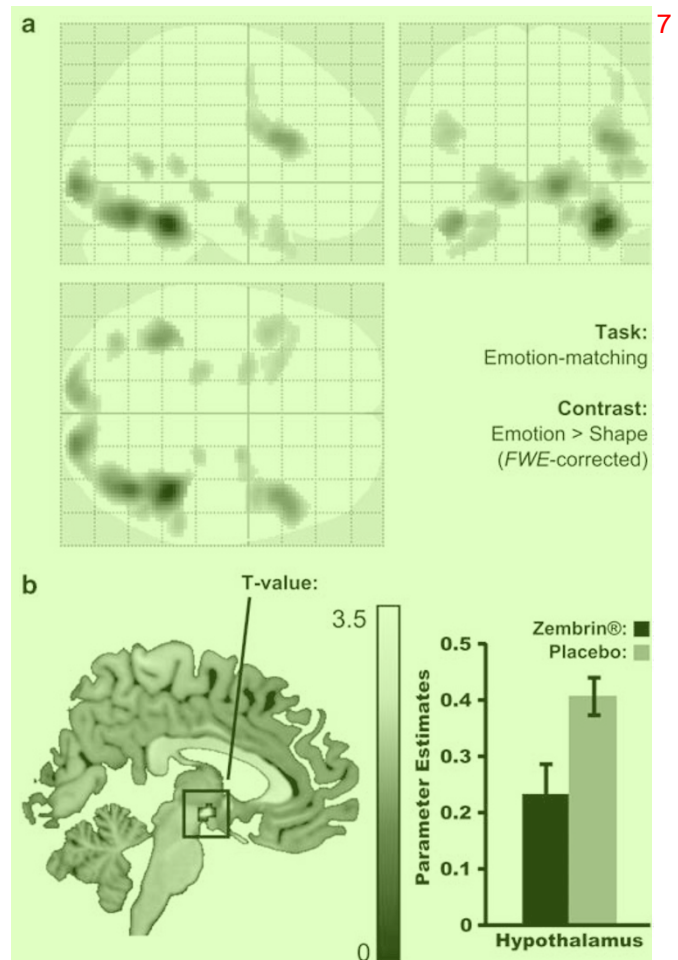 a
7
Task:
Emotion-matching
Contrast:
Emotion > Shape
(FWE-corrected)
b
T-value:
3.5
0
Zembrin®:
Placebo:
Parameter Estimates
0.5
0.4
0.3
0.2
0.1
0
Hypothalamus